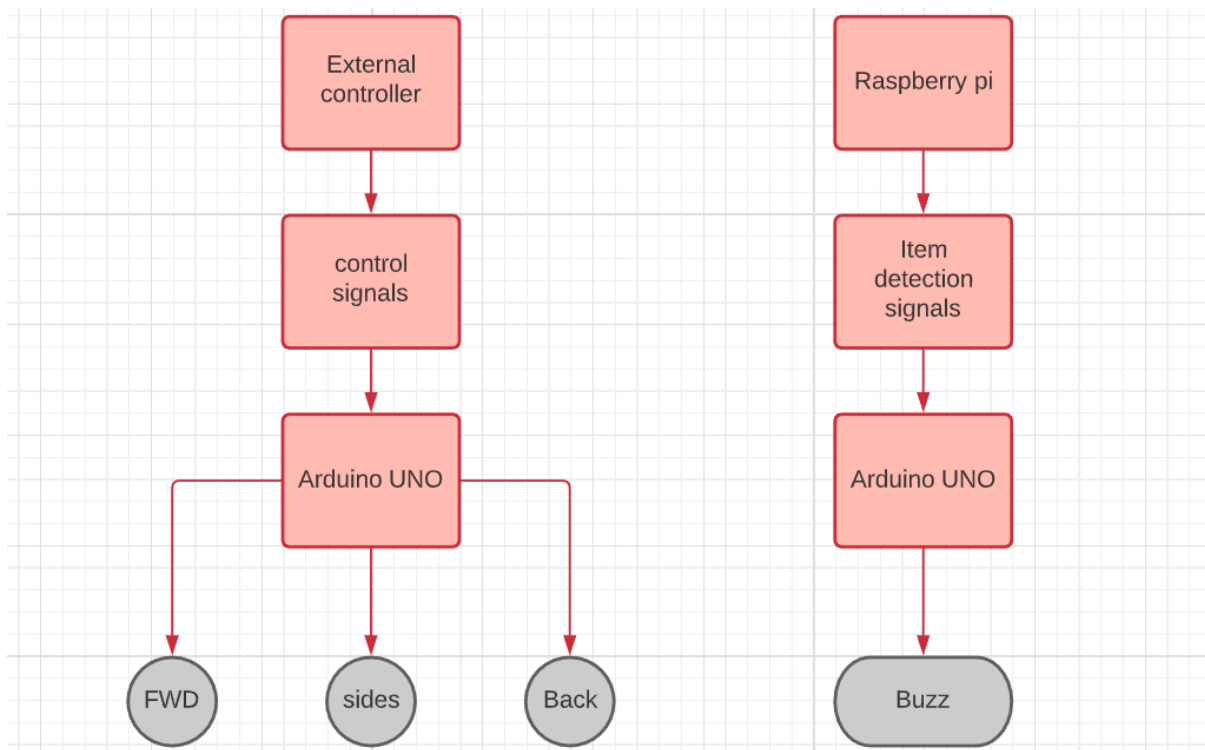 External
controller
Raspberry pi
control
signals
Item
detection
signals
Arduino UNO
Arduino UNO
FWD
sides
Back
Buzz